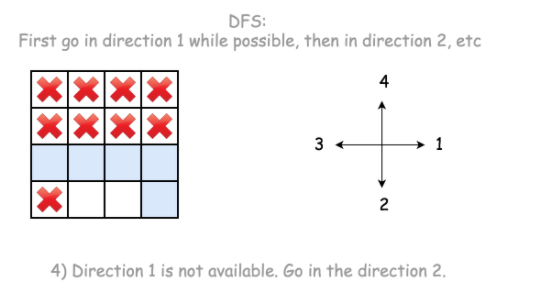 DFS:
First go in direction 1 while possible, then in direction 2, etc
4
3
1
2
4) Direction 1 is not available. Go in the direction 2.